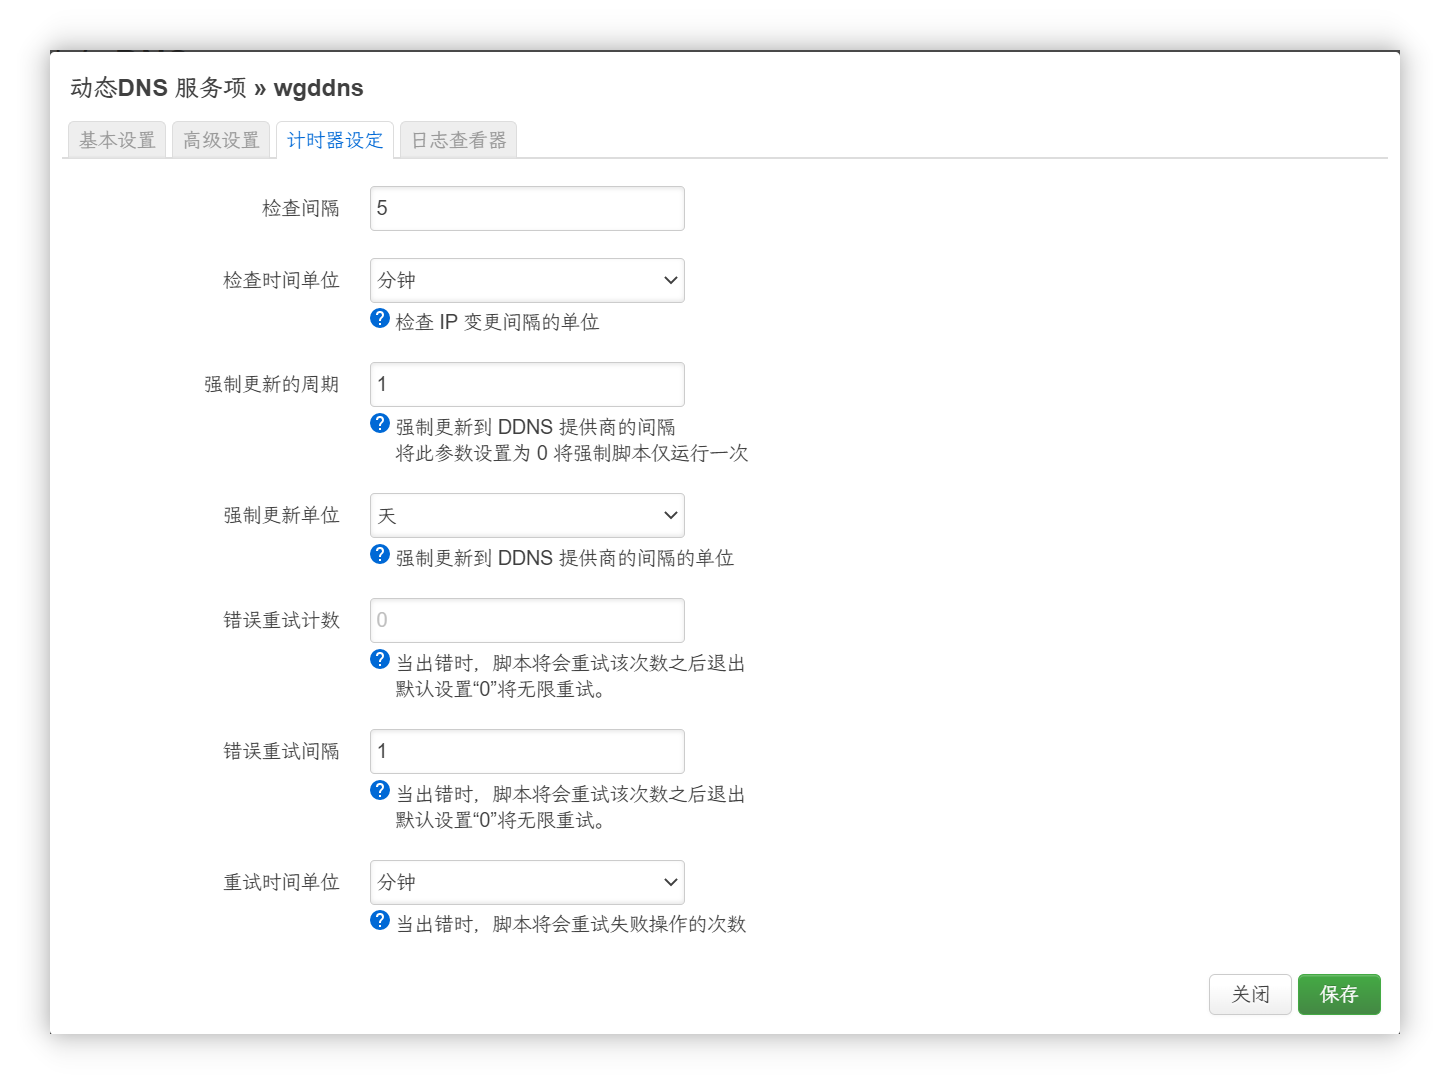 动态DNS 服务项 » wgddns
基本设置 高级设置 计时器设定 日志查看器
检查间隔 5
检查时间单位 分钟
检查 IP 变更间隔的单位
强制更新的周期 1
强制更新到 DDNS 提供商的间隔
将此参数设置为 0 将强制脚本仅运行一次
强制更新单位 天
强制更新到 DDNS 提供商的间隔的单位
错误重试计数 0
当出错时，脚本将会重试该次数之后退出
默认设置“0”将无限重试。
错误重试间隔 1
当出错时，脚本将会重试该次数之后退出
默认设置“0”将无限重试。
重试时间单位 分钟
当出错时，脚本将会重试失败操作的次数
关闭 保存